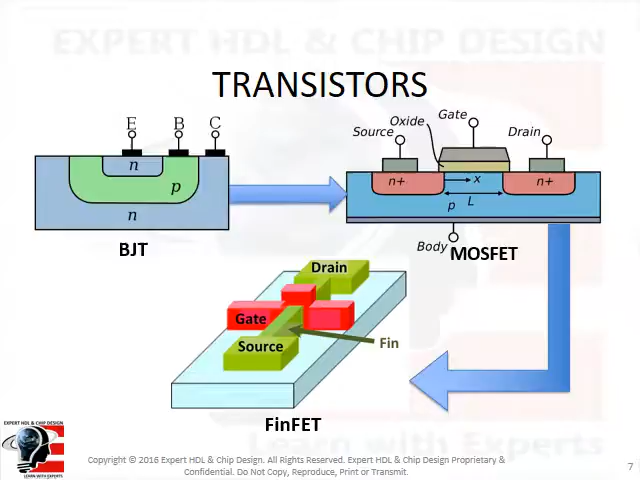 EXPERT HDL & CHIP DESIGN
TRANSISTORS
E B C
n
p
n
BJT
Source Oxide Gate Drain
n+ x n+
L
p
Body
MOSFET
Drain
Gate
Source
Fin
FinFET
Learn with Experts
EXPERT HDL & CHIP DESIGN
LEARN WITH EXPERTS
Copyright © 2016 Expert HDL & Chip Design. All Rights Reserved. Expert HDL & Chip Design Proprietary &
Confidential. Do Not Copy, Reproduce, Print or Transmit.
7